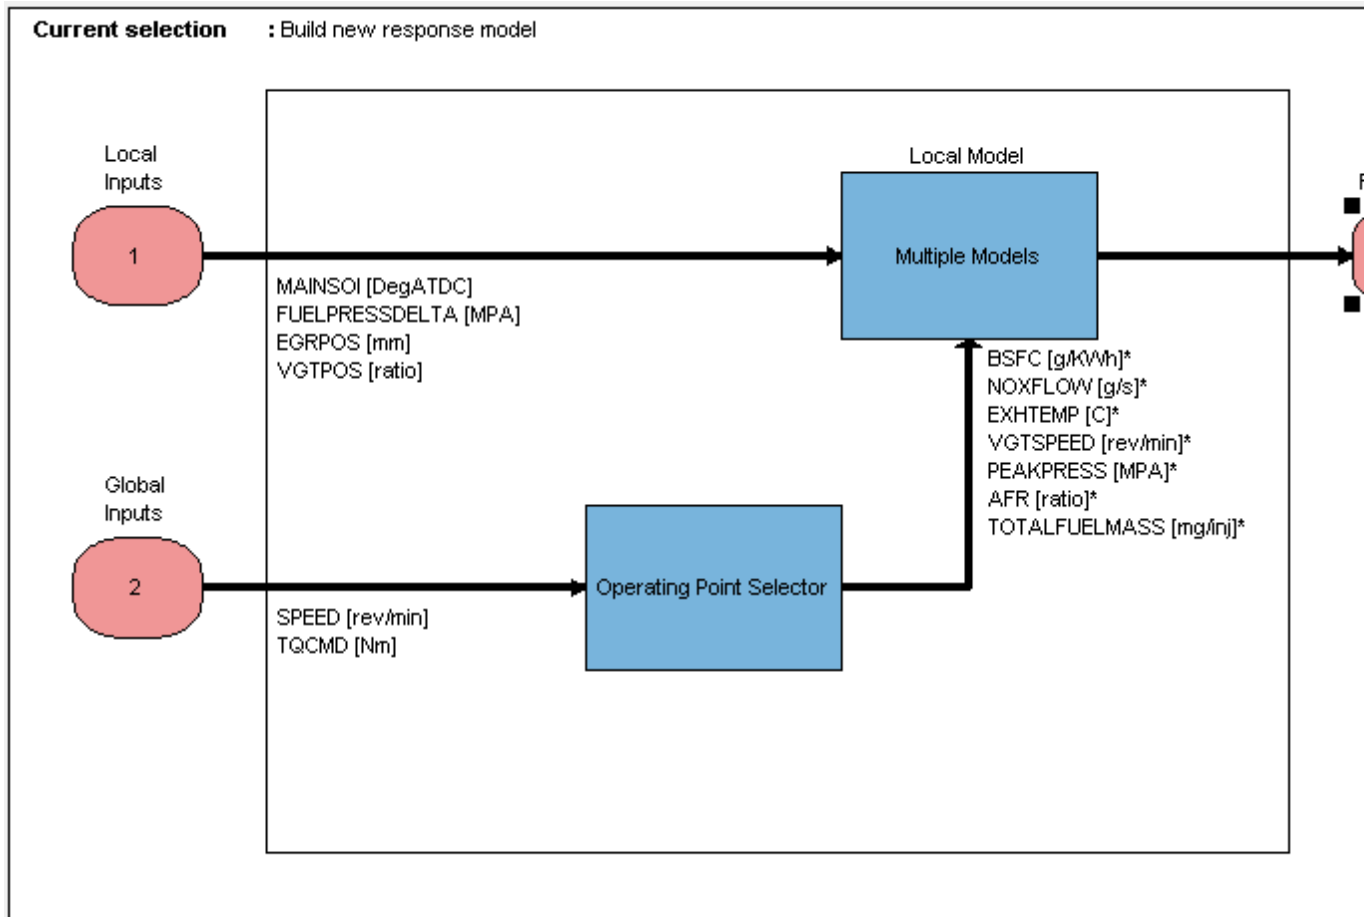 Current selection : Build new response model
Local
Inputs
1
MAINSOI [DegATDC]
FUELPRESSDELTA [MPA]
EGRPOS [mm]
VGTPOS [ratio]
Local Model
Multiple Models
BSFC [g/KWh]*
NOXFLOW [g/s]*
EXHTEMP [C]*
VGTSPEED [rev/min]*
PEAKPRESS [MPA]*
AFR [ratio]*
TOTALFUELMASS [mg/inj]*
Global
Inputs
2
SPEED [rev/min]
TQCMD [Nm]
Operating Point Selector